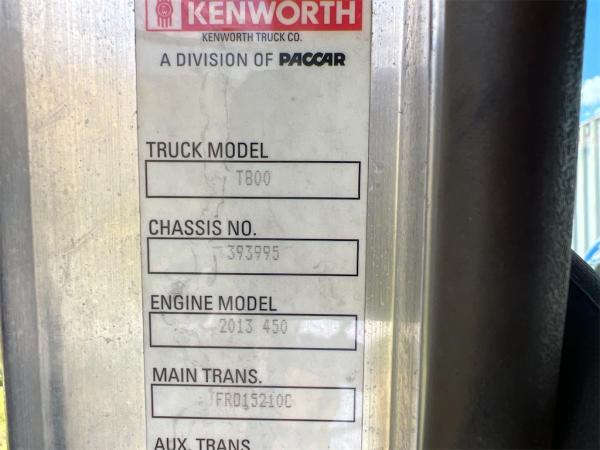 KENWORTH
KENWORTH TRUCK CO.
A DIVISION OF PACCAR
TRUCK MODEL
T800
CHASSIS NO.
393995
ENGINE MODEL
2013 450
MAIN TRANS.
FRO15210C
AUX. TRANS